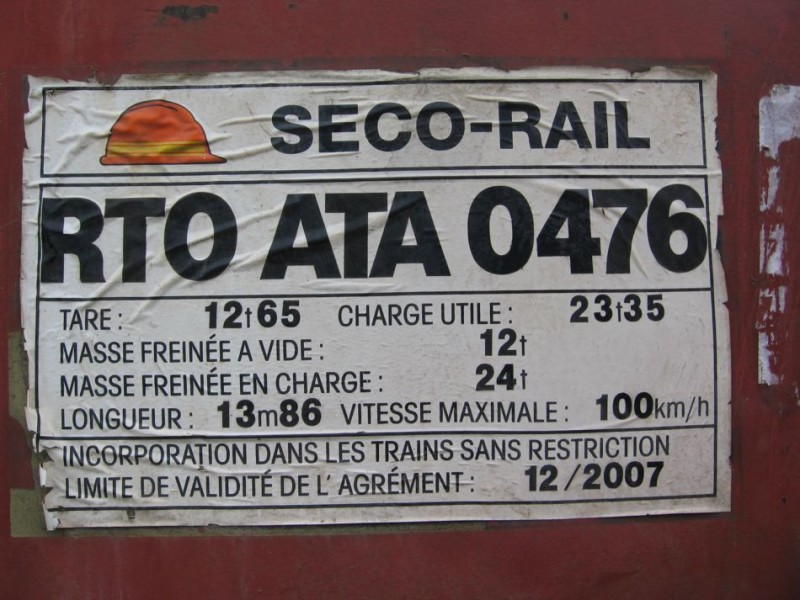 SECO-RAIL
RTO ATA 0476
TARE : 12t65 CHARGE UTILE : 23t35
MASSE FREINÉE A VIDE : 12t
MASSE FREINÉE EN CHARGE : 24t
LONGUEUR : 13m86 VITESSE MAXIMALE : 100km/h
INCORPORATION DANS LES TRAINS SANS RESTRICTION
LIMITE DE VALIDITÉ DE L' AGRÉMENT : 12/2007